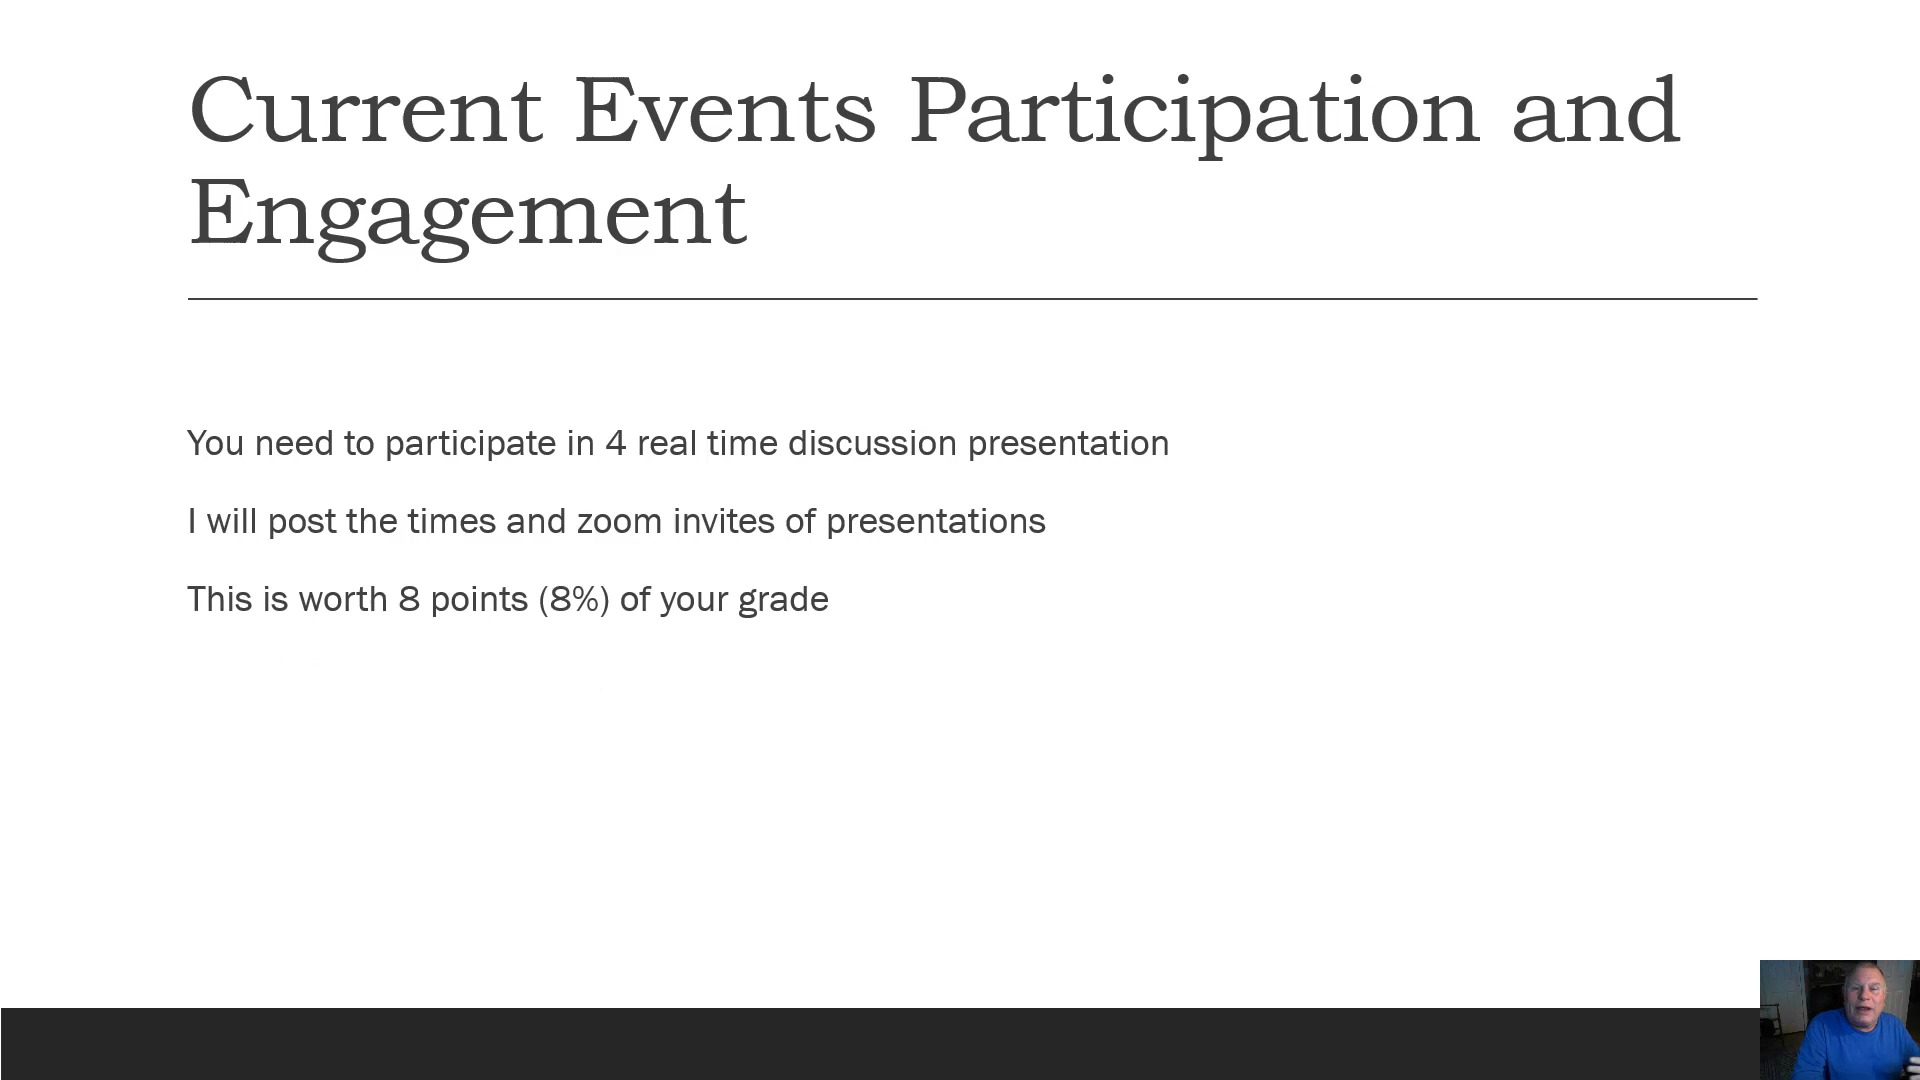 Current Events Participation and
Engagement
You need to participate in 4 real time discussion presentation
I will post the times and zoom invites of presentations
This is worth 8 points (8%) of your grade